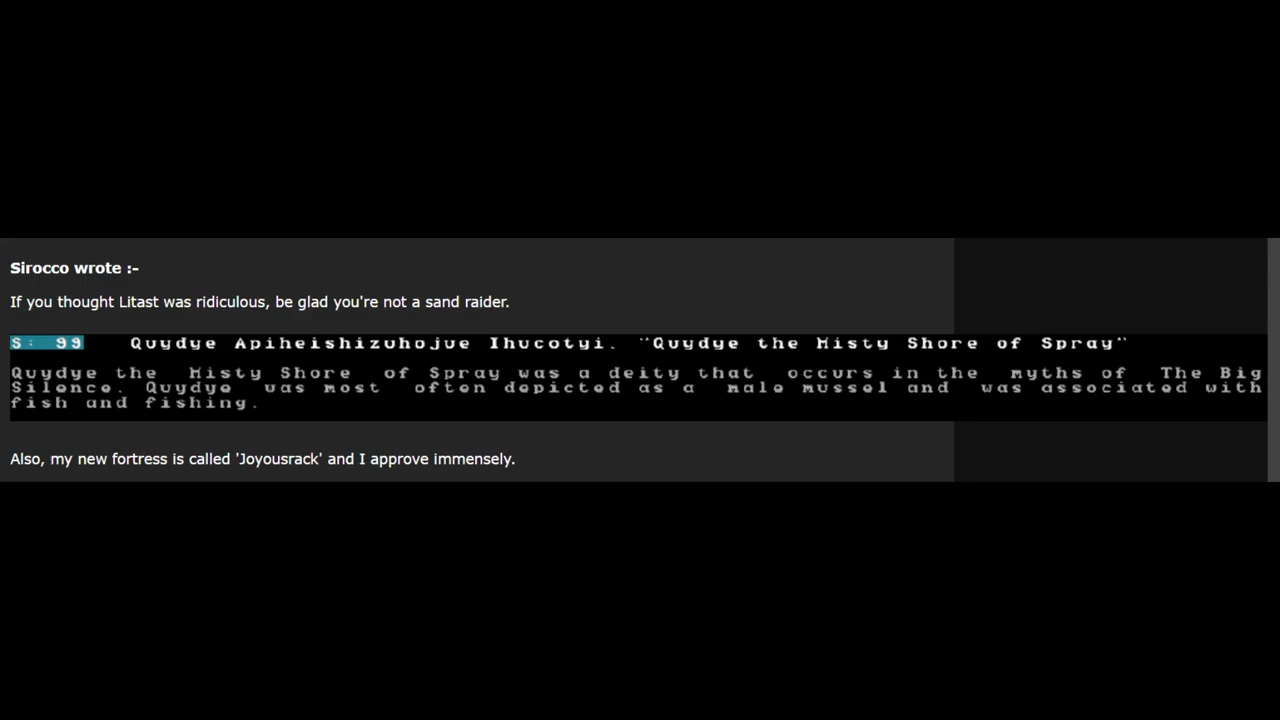 Sirocco wrote :-
If you thought Litast was ridiculous, be glad you're not a sand raider.
S: 99 Quydye Apiheishizuhojue Ihucotyi. "Quydye the Misty Shore of Spray"
Quydye the Misty Shore of Spray was a deity that occurs in the myths of The Big
Silence. Quydye was most often depicted as a male mussel and was associated with
fish and fishing.
Also, my new fortress is called 'Joyousrack' and I approve immensely.